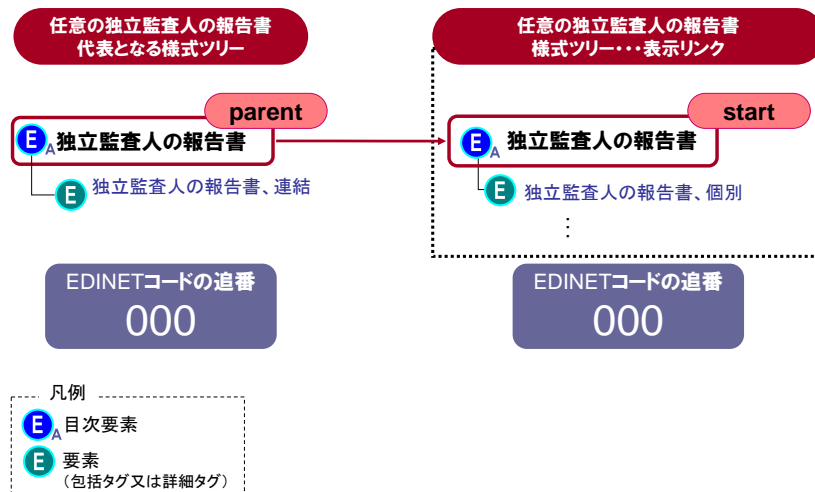 任意の独立監査人の報告書
代表となる様式ツリー
parent
EA 独立監査人の報告書
E 独立監査人の報告書、連結
EDINETコードの追番
000
任意の独立監査人の報告書
様式ツリー・・・表示リンク
start
EA 独立監査人の報告書
E 独立監査人の報告書、個別
⋮
EDINETコードの追番
000
凡例
EA 目次要素
E 要素
（包括タグ又は詳細タグ）